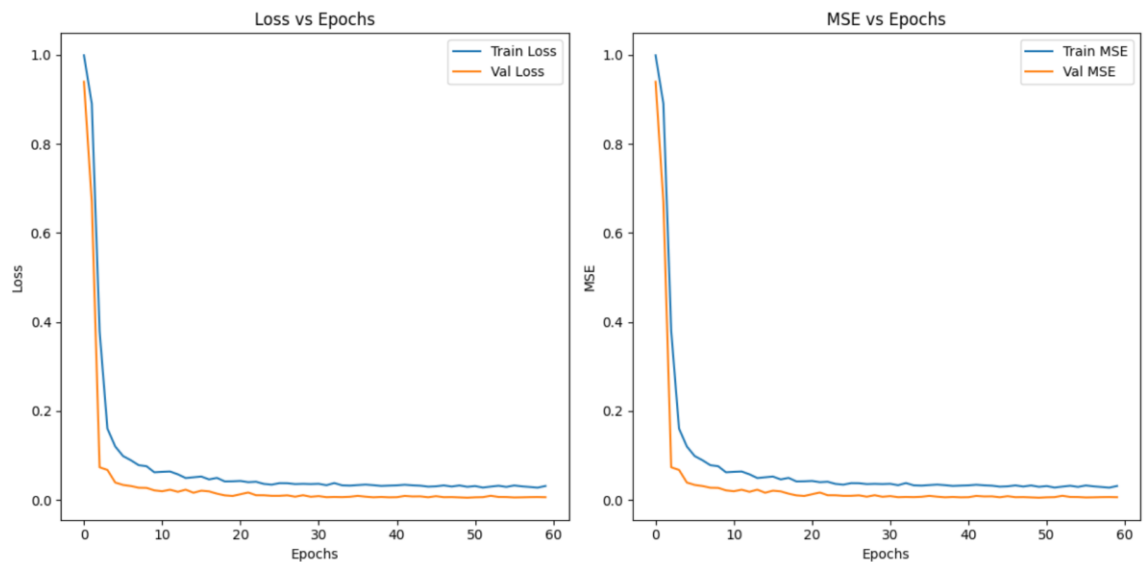 Loss vs Epochs
1.0
0.8
0.6
0.4
0.2
0.0
Loss
Train Loss
Val Loss
0 10 20 30 40 50 60
Epochs
MSE vs Epochs
1.0
0.8
0.6
0.4
0.2
0.0
MSE
Train MSE
Val MSE
0 10 20 30 40 50 60
Epochs